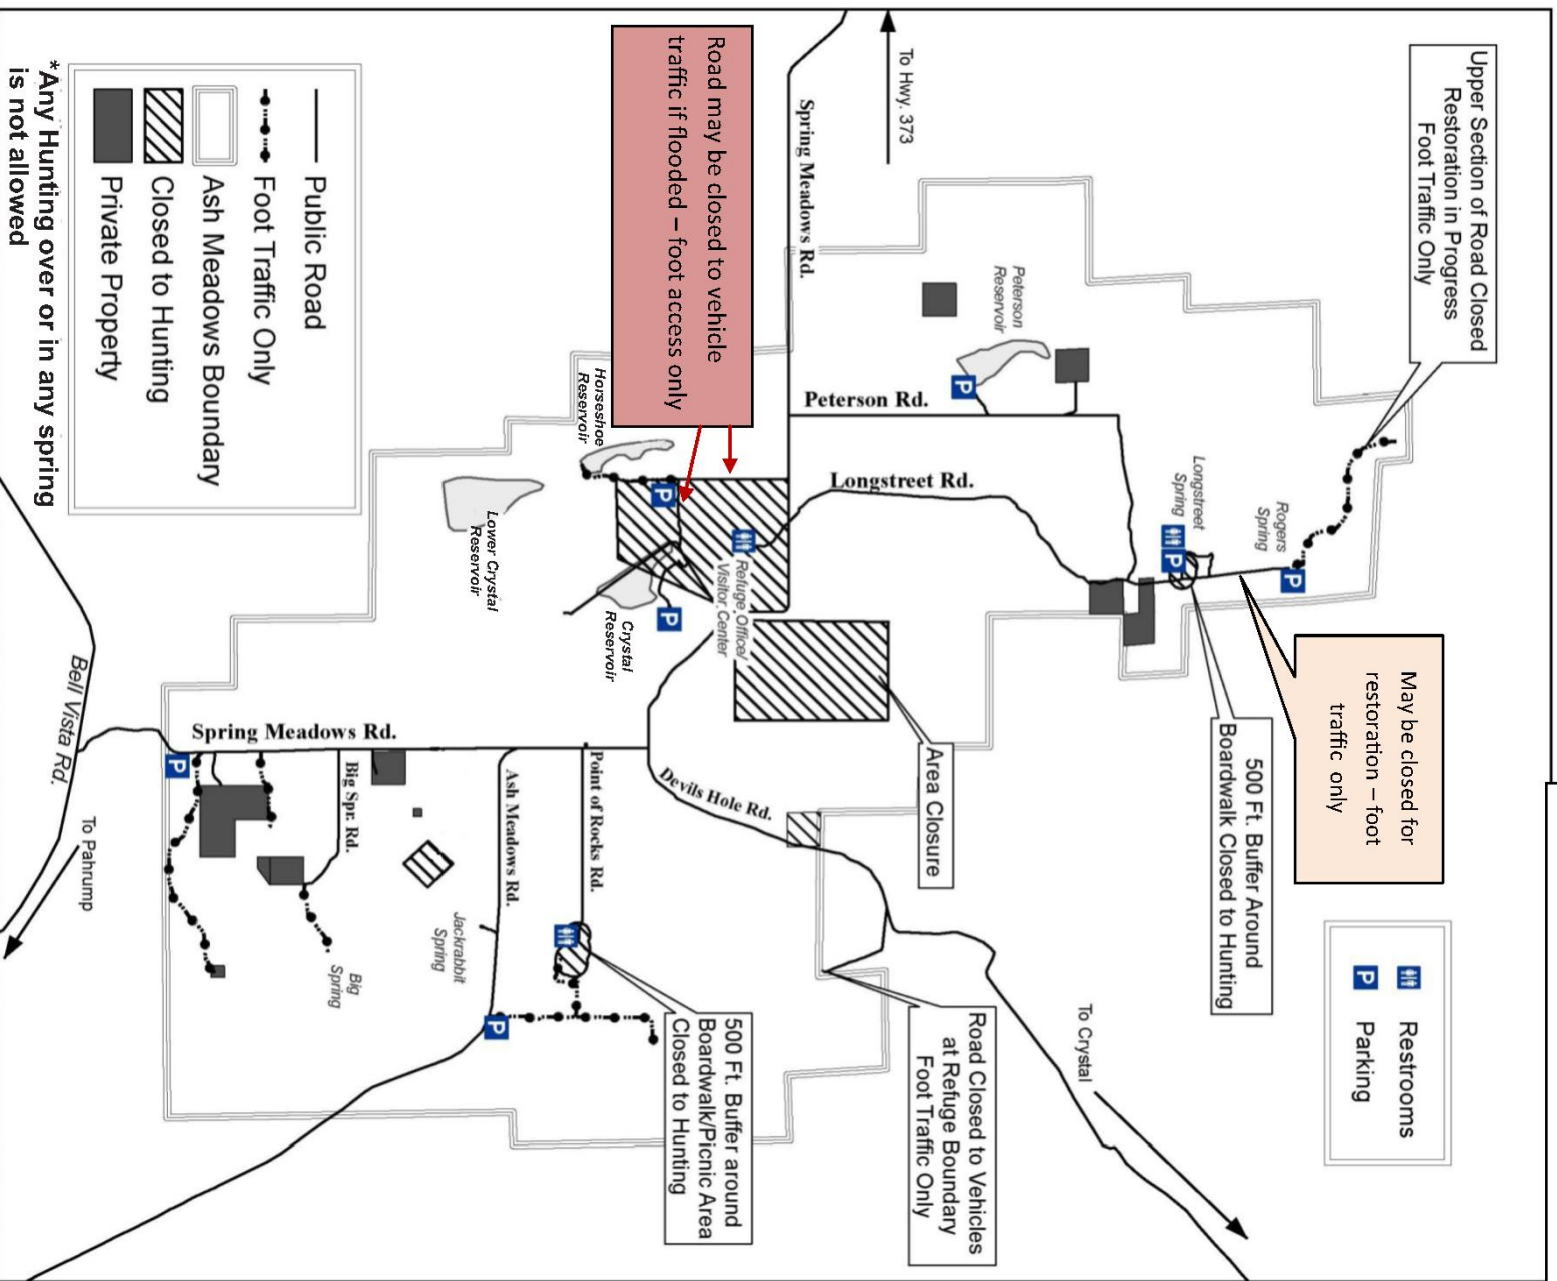 Upper Section of Road Closed
Restoration in Progress
Foot Traffic Only
May be closed for
restoration – foot
traffic only
Restrooms
Parking
P
Rogers
Spring
P
Longstreet
Spring
P
500 Ft. Buffer Around
Boardwalk Closed to Hunting
To Crystal
To Hwy. 373
Peterson
Reservoir
P
Peterson Rd.
Longstreet Rd.
Area Closure
Road Closed to Vehicles
at Refuge Boundary
Foot Traffic Only
Spring Meadows Rd.
Road may be closed to vehicle
traffic if flooded – foot access only
Refuge Office/
Visitor Center
Devils Hole Rd.
500 Ft. Buffer around
Boardwalk/Picnic Area
Closed to Hunting
P
P
Horseshoe
Reservoir
Crystal
Reservoir
Point of Rocks Rd.
Lower Crystal
Reservoir
Ash Meadows Rd.
P
Jackrabbit
Spring
Big Spr. Rd.
Big
Spring
Spring Meadows Rd.
P
Public Road
Foot Traffic Only
Ash Meadows Boundary
Closed to Hunting
Private Property
*Any Hunting over or in any spring
is not allowed
Bell Vista Rd.
To Pahrump
P